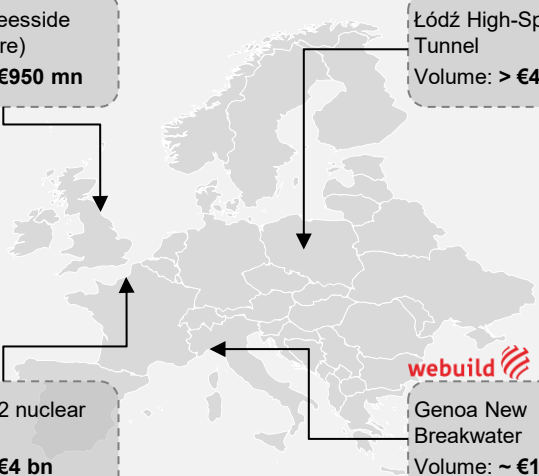 eesside
re)
€950 mn
Łódź High-Sp
Tunnel
Volume: > €4
2 nuclear
€4 bn
webuild
Genoa New
Breakwater
Volume: ~ €1